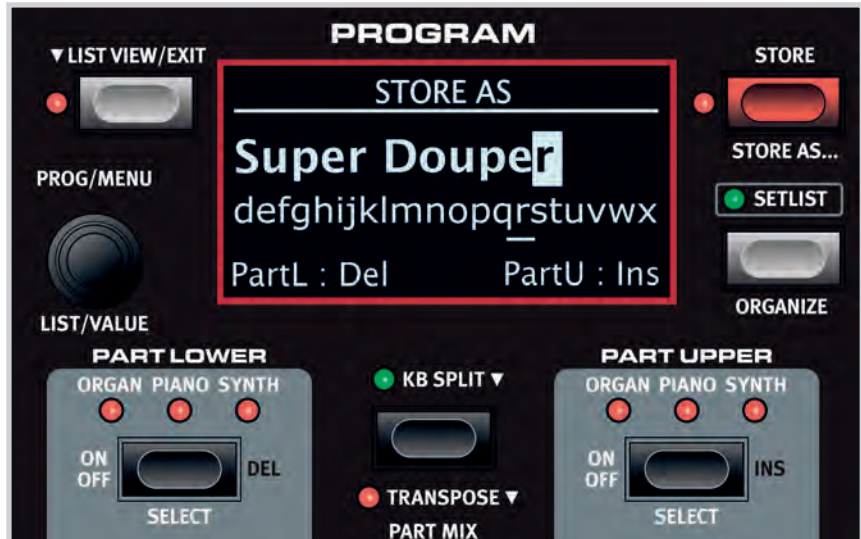 PROGRAM
▼ LIST VIEW/EXIT
STORE
STORE AS
Super Douper
defghijklmnopqrstuvwx
PartL : Del PartU : Ins
STORE AS...
PROG/MENU
SETLIST
LIST/VALUE
ORGANIZE
PART LOWER
ORGAN PIANO SYNTH
ON
OFF
DEL
SELECT
KB SPLIT ▼
TRANSPOSE ▼
PART MIX
PART UPPER
ORGAN PIANO SYNTH
ON
OFF
INS
SELECT